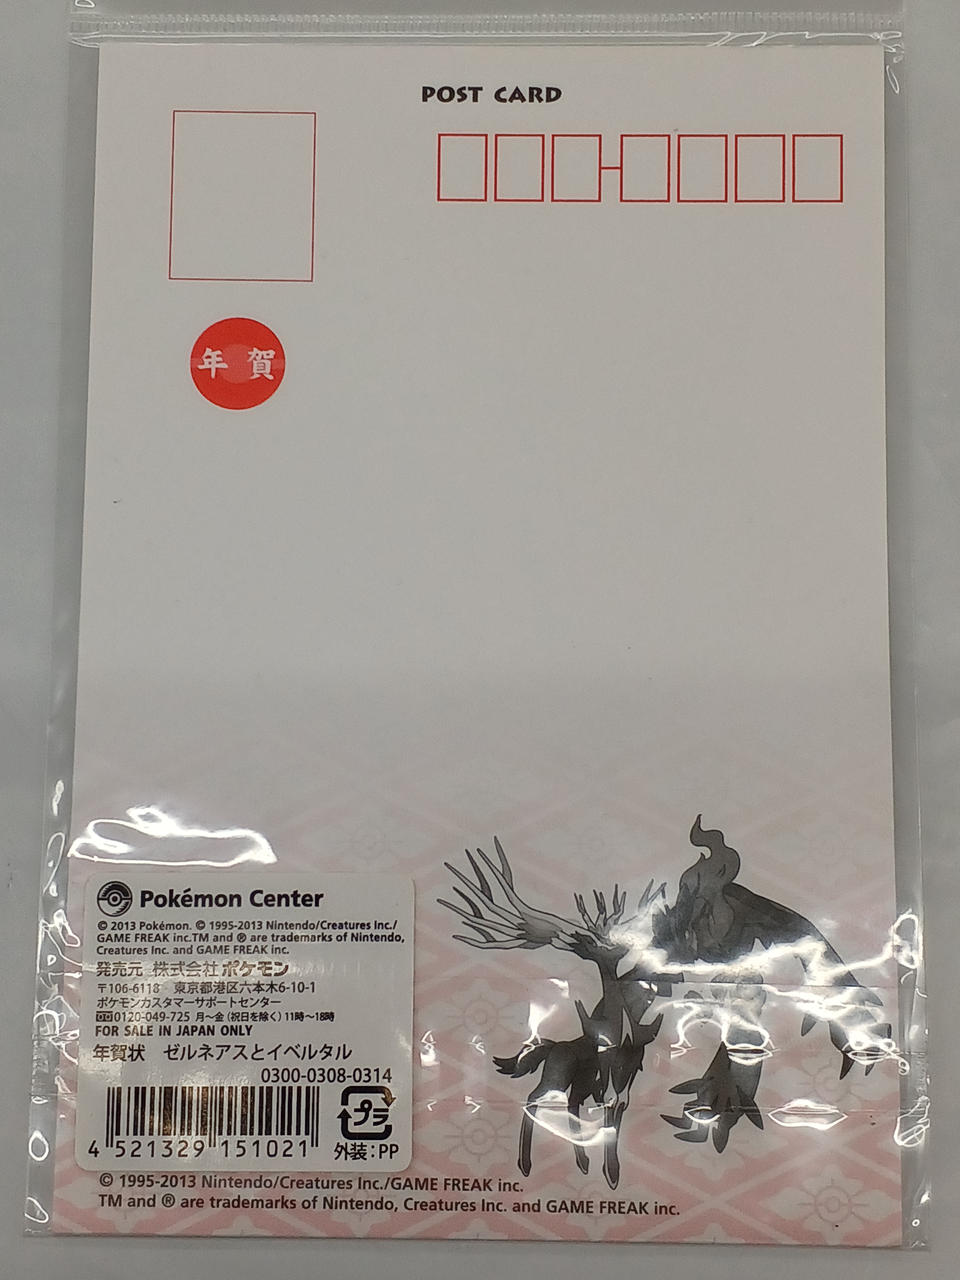 POST CARD
年賀
Pokémon Center
© 2013 Pokémon. © 1995-2013 Nintendo/Creatures Inc./
GAME FREAK inc.TM and ® are trademarks of Nintendo,
Creatures Inc. and GAME FREAK inc.
発売元 株式会社ポケモン
〒106-6118 東京都港区六本木6-10-1
ポケモンカスタマーサポートセンター
0120-049-725 月～金(祝日を除く)11時～18時
FOR SALE IN JAPAN ONLY
年賀状 ゼルネアスとイベルタル
0300-0308-0314
4 521329 151021
プラ
外装:PP
© 1995-2013 Nintendo/Creatures Inc./GAME FREAK inc.
TM and ® are trademarks of Nintendo, Creatures Inc. and GAME FREAK inc.